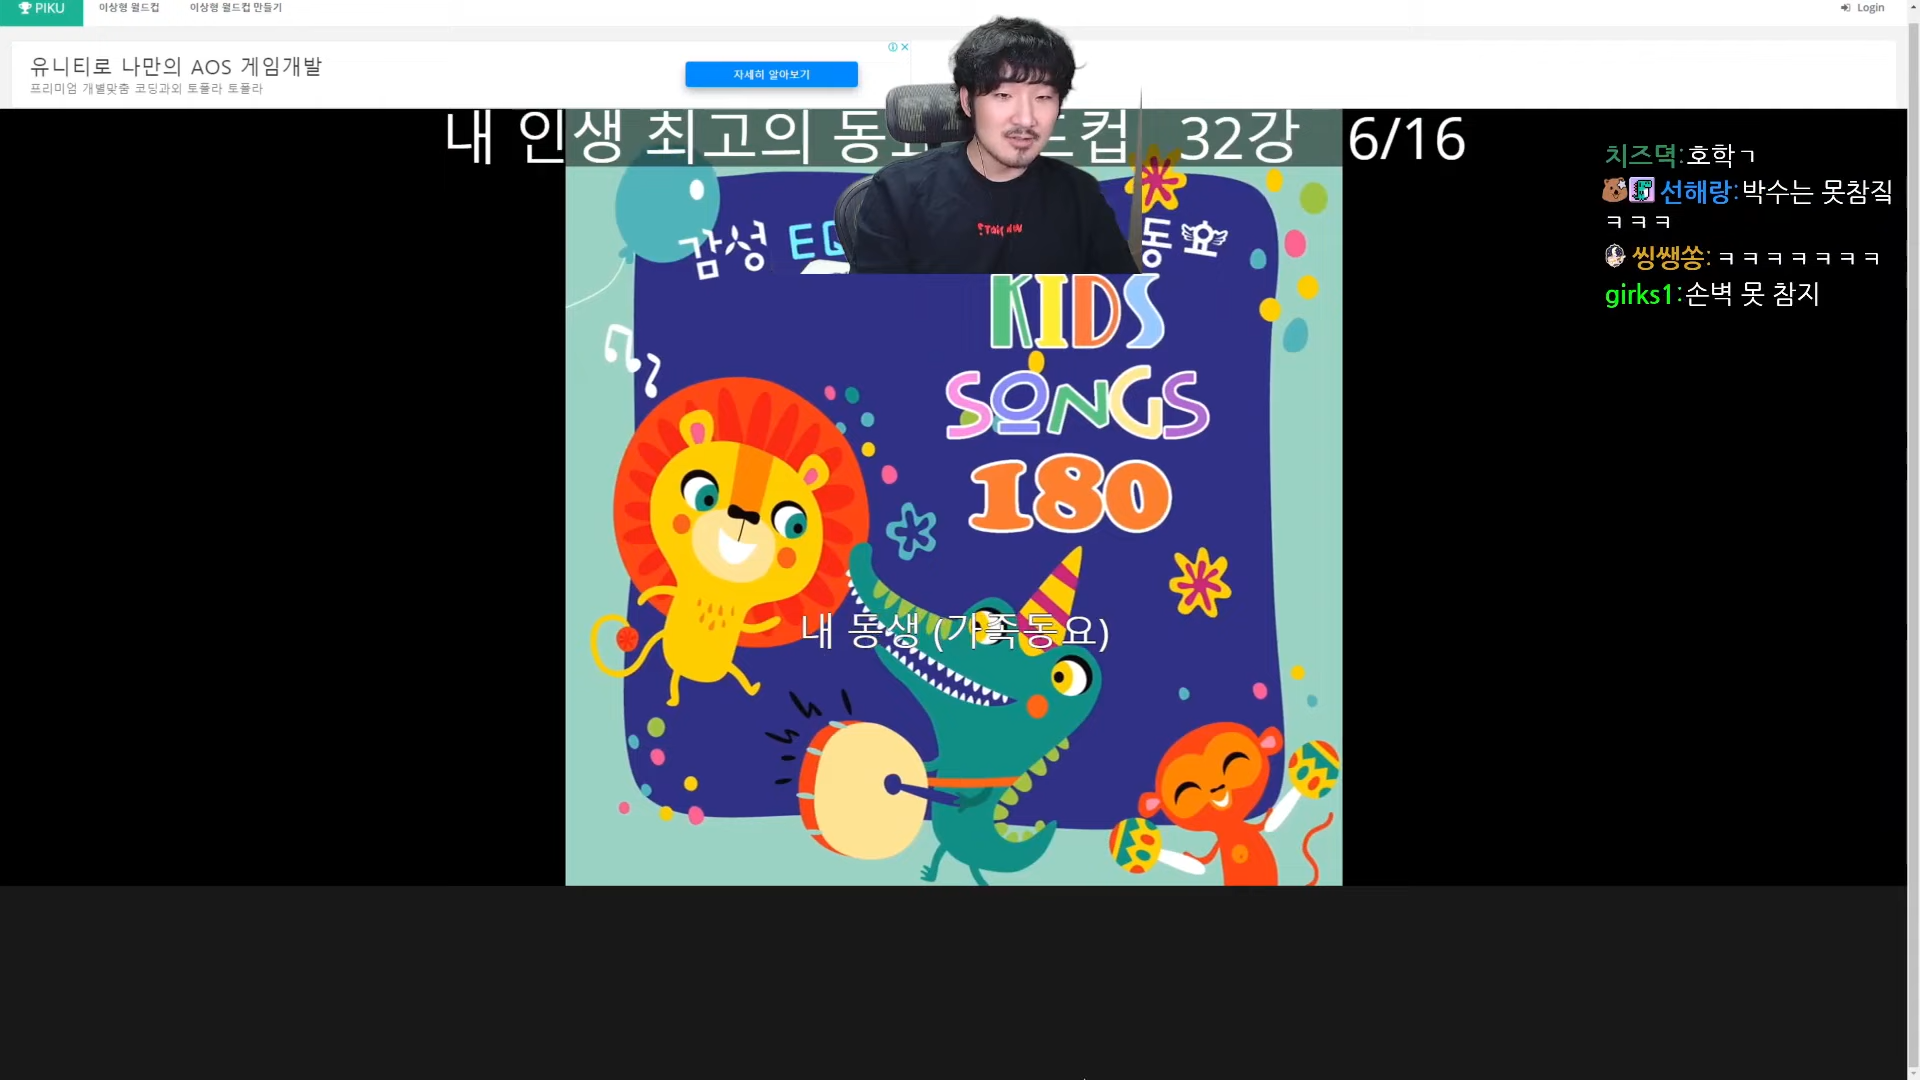 PIKU 이상형 월드컵 이상형 월드컵 만들기 Login
유니티로 나만의 AOS 게임개발
프리미엄 개별맞춤 코딩과외 토폴라 토폴라
자세히 알아보기
내 인생 최고의 동 드컵 32강 6/16
치즈뎍:호학ㄱ
선해랑:박수는 못참짘
ㅋㅋㅋ
씽쌩쏭:ㅋㅋㅋㅋㅋㅋㅋ
girks1:손벽 못 참지
감성 EQ 동요
KIDS
SONGS
180
내 동생 (가족동요)